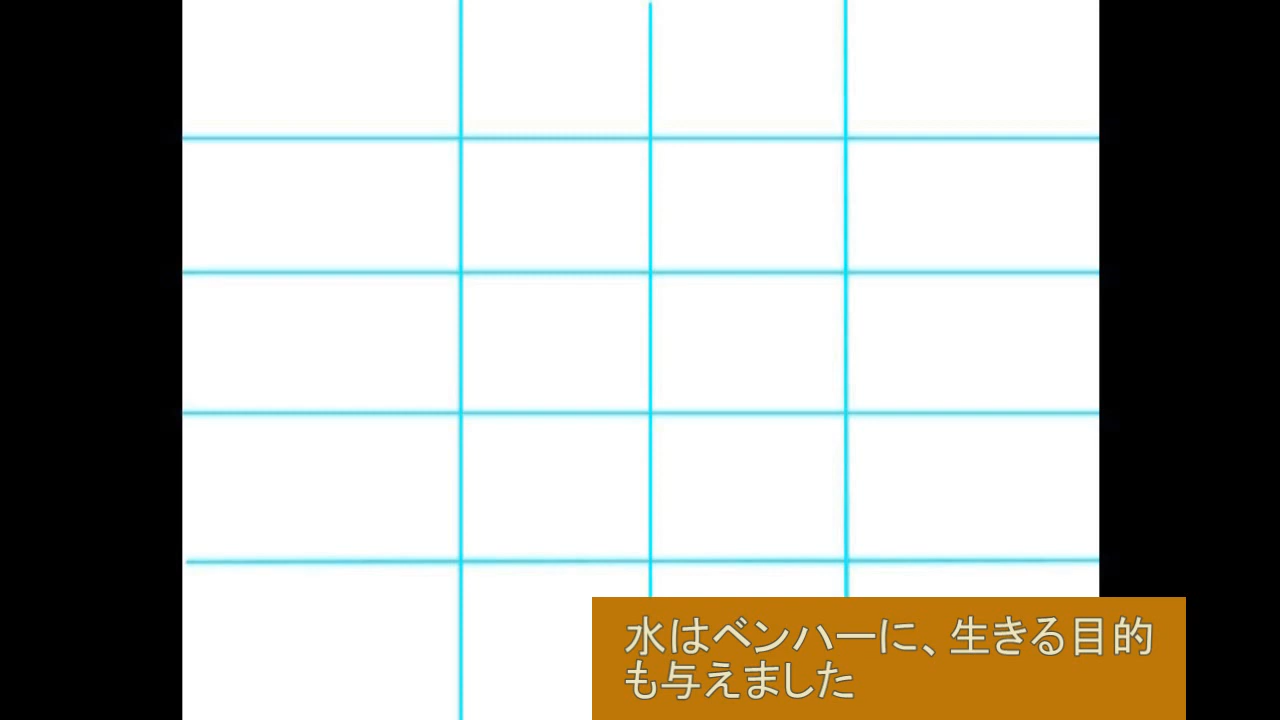 水はベンハーに、生きる目的
も与えました